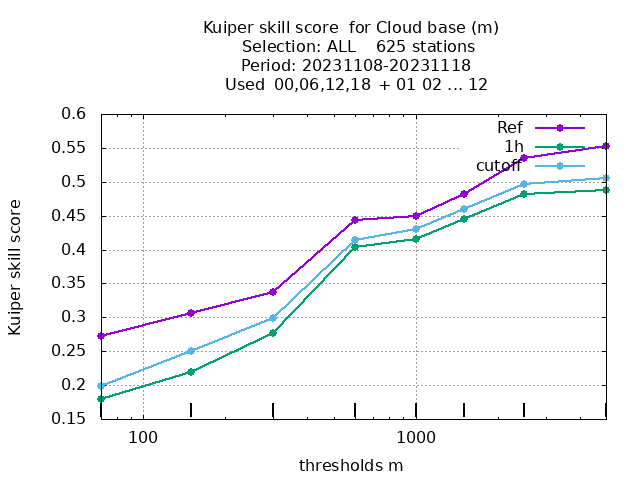 Kuiper skill score  for Cloud base (m)
Selection: ALL    625 stations
Period: 20231108-20231118
Used  00,06,12,18  + 01 02 ... 12
0.6
0.55
0.5
0.45
0.4
0.35
0.3
0.25
0.2
0.15
Kuiper skill score
Ref
1h
cutoff
100
1000
thresholds m